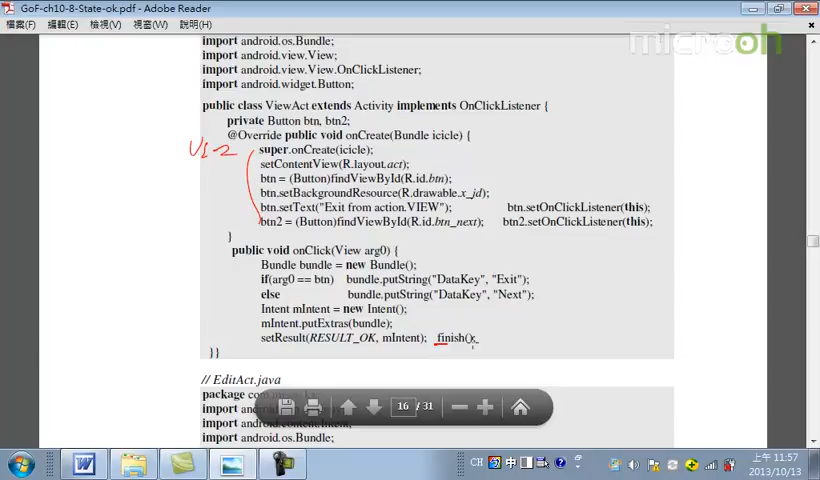 GoF-ch10-8-State-ok.pdf - Adobe Reader
檔案(F) 編輯(E) 檢視(V) 視窗(W) 說明(H)
microoh
import android.os.Bundle;
import android.view.View;
import android.view.View.OnClickListener;
import android.widget.Button;
public class ViewAct extends Activity implements OnClickListener {
private Button btn, btn2;
@Override public void onCreate(Bundle icicle) {
super.onCreate(icicle);
setContentView(R.layout.act);
btn = (Button)findViewById(R.id.btn);
btn.setBackgroundResource(R.drawable.x_jd);
btn.setText("Exit from action.VIEW"); btn.setOnClickListener(this);
btn2 = (Button)findViewById(R.id.btn_next); btn2.setOnClickListener(this);
}
public void onClick(View arg0) {
Bundle bundle = new Bundle();
if(arg0 == btn) bundle.putString("DataKey", "Exit");
else bundle.putString("DataKey", "Next");
Intent mIntent = new Intent();
mIntent.putExtras(bundle);
setResult(RESULT_OK, mIntent); finish();
}}
// EditAct.java
package
import
16 / 31
import
import android.os.Bundle;
CH 中
上午 11:57
2013/10/13